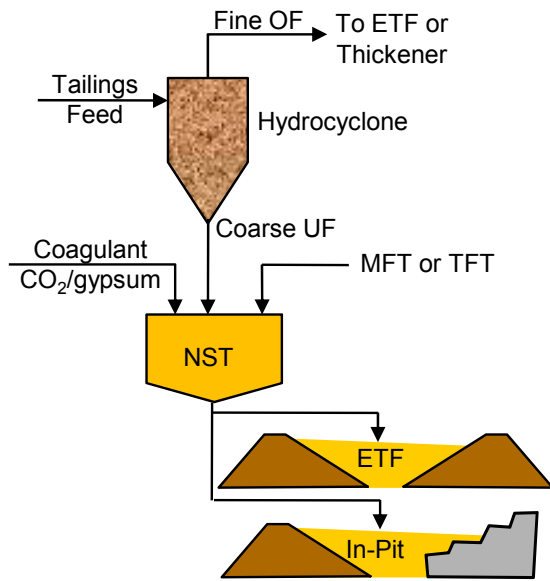 Fine OF
To ETF or
Thickener
Tailings
Feed
Hydrocyclone
Coarse UF
Coagulant
CO₂/gypsum
MFT or TFT
NST
ETF
In-Pit